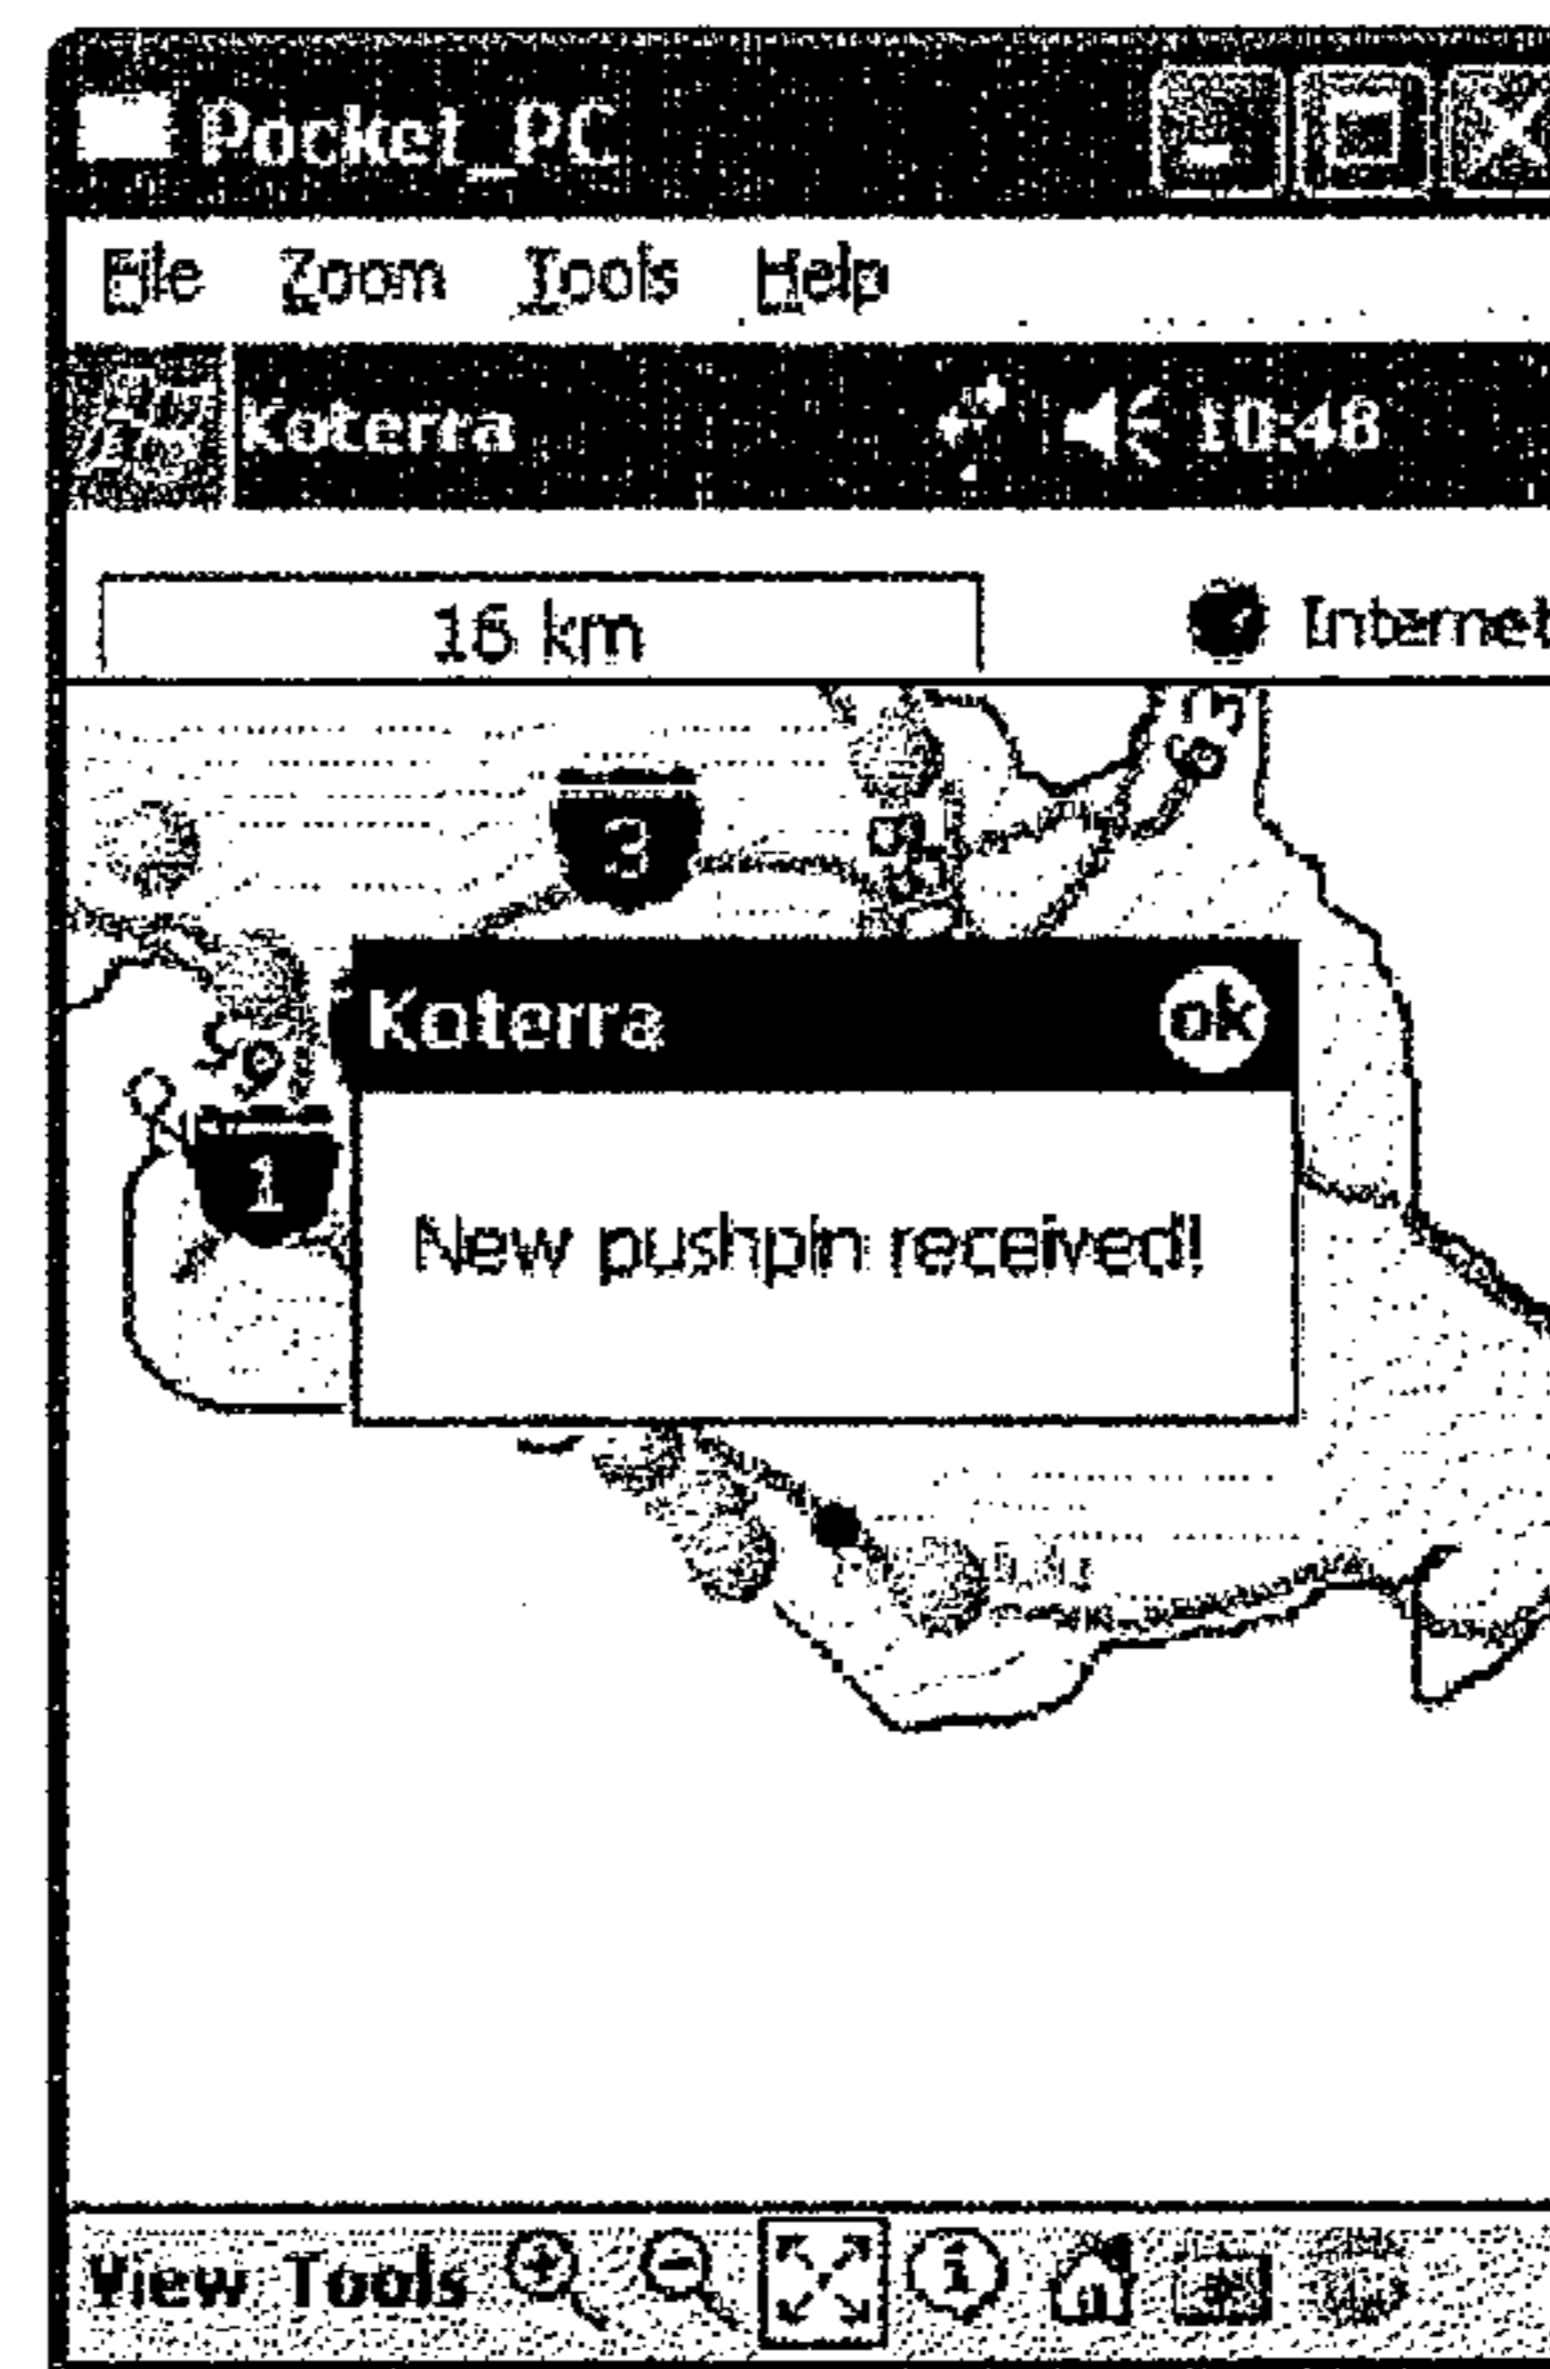 Pocket_PC
File Zoom Tools Help
Koterra 10:48
16 km Internet
63
3
Koterra ok
1
New pushpin received!
View Tools